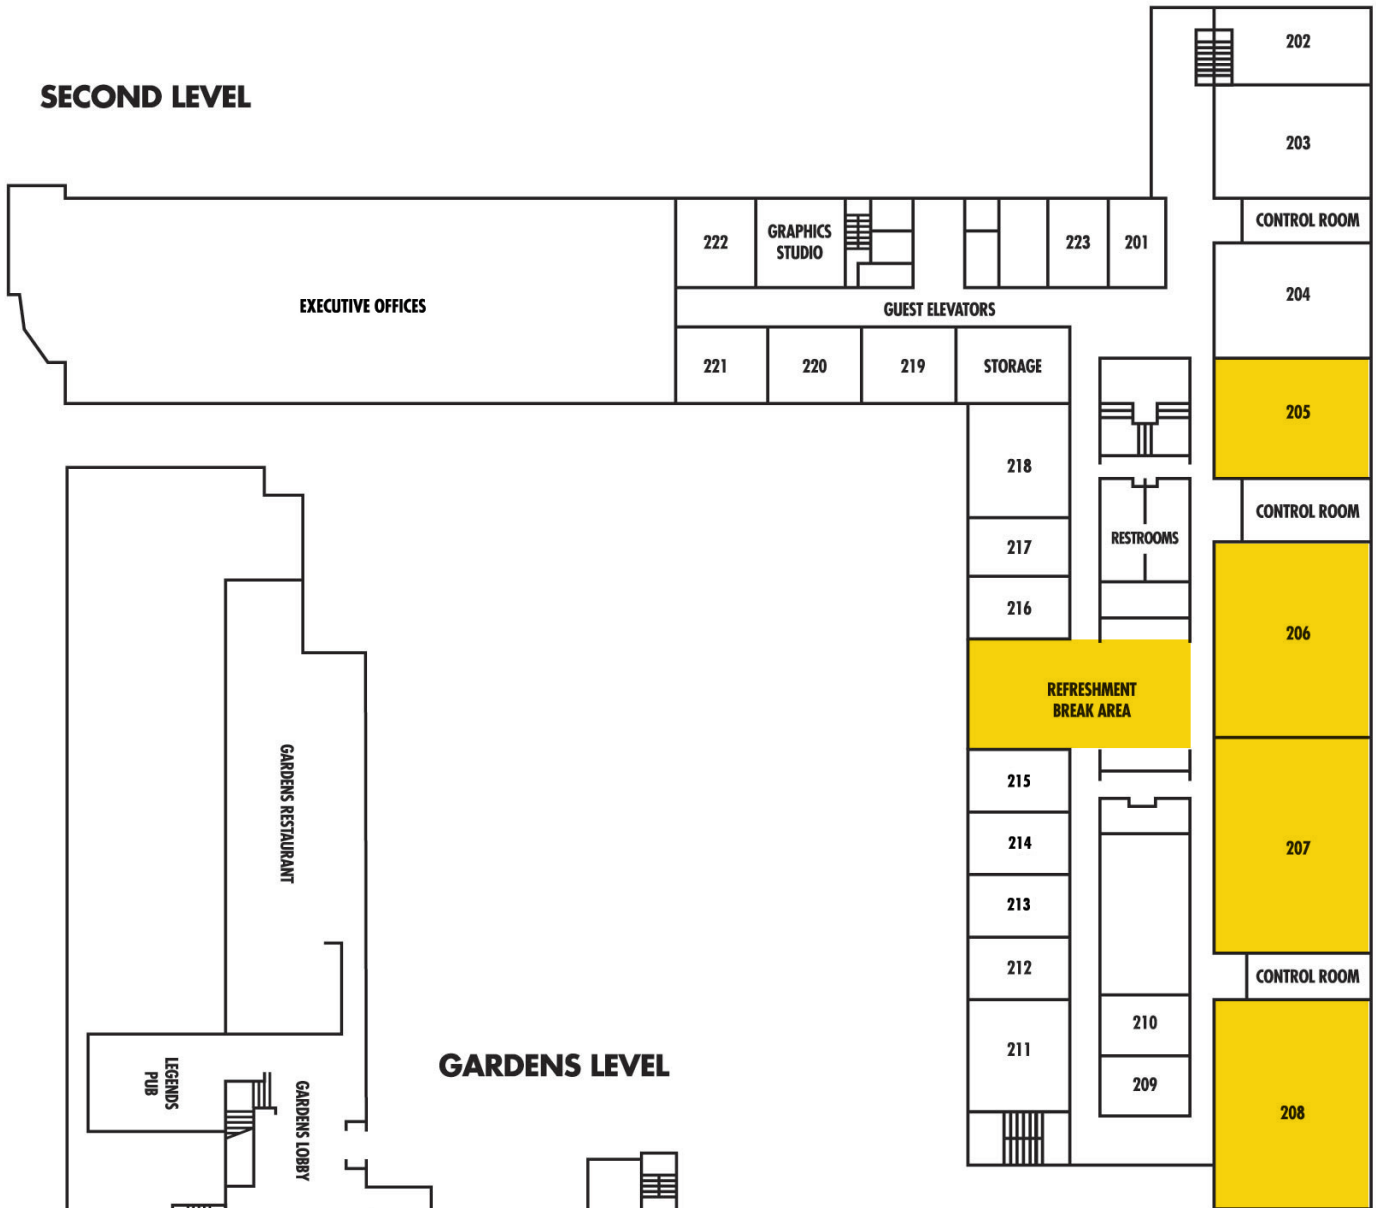 SECOND LEVEL
202
203
CONTROL ROOM
222
GRAPHICS
STUDIO
223
201
204
EXECUTIVE OFFICES
GUEST ELEVATORS
221
220
219
STORAGE
205
218
CONTROL ROOM
217
RESTROOMS
216
206
REFRESHMENT
BREAK AREA
GARDENS RESTAURANT
215
214
207
213
212
CONTROL ROOM
210
211
GARDENS LEVEL
209
LEGENDS
PUB
GARDENS LOBBY
208